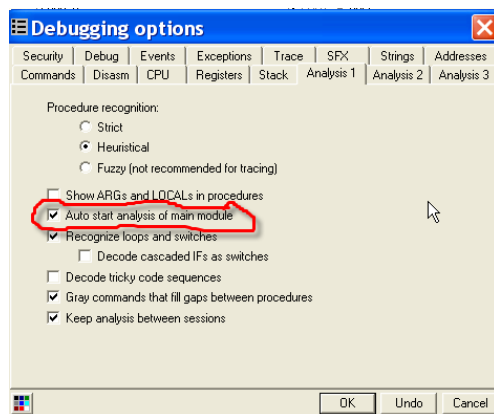 Debugging options
Security Debug Events Exceptions Trace SFX Strings Addresses
Commands Disasm CPU Registers Stack Analysis 1 Analysis 2 Analysis 3
Procedure recognition:
Strict
Heuristical
Fuzzy (not recommended for tracing)
Show ARGs and LOCALs in procedures
Auto start analysis of main module
Recognize loops and switches
Decode cascaded IFs as switches
Decode tricky code sequences
Gray commands that fill gaps between procedures
Keep analysis between sessions
OK Undo Cancel